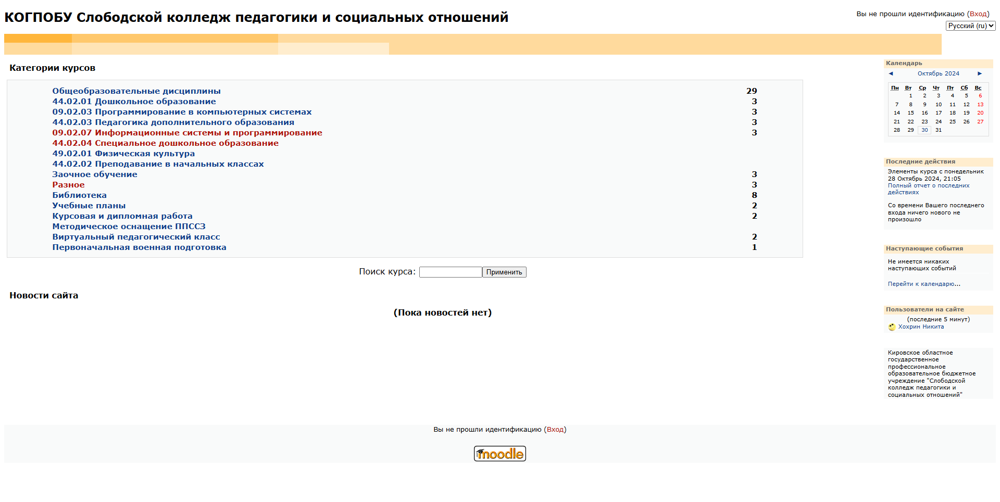 КОГПОБУ Слободской колледж педагогики и социальных отношений
Вы не прошли идентификацию (Вход)
Русский (ru)
Категории курсов
Общеобразовательные дисциплины 29
44.02.01 Дошкольное образование 3
09.02.03 Программирование в компьютерных системах 3
44.02.03 Педагогика дополнительного образования 3
09.02.07 Информационные системы и программирование 3
44.02.04 Специальное дошкольное образование
49.02.01 Физическая культура
44.02.02 Преподавание в начальных классах
Заочное обучение 3
Разное 3
Библиотека 8
Учебные планы 2
Курсовая и дипломная работа 2
Методическое оснащение ППССЗ
Виртуальный педагогический класс 2
Первоначальная военная подготовка 1
Поиск курса: Применить
Новости сайта
(Пока новостей нет)
Календарь
◄ Октябрь 2024 ►
Пн Вт Ср Чт Пт Сб Вс
1 2 3 4 5 6
7 8 9 10 11 12 13
14 15 16 17 18 19 20
21 22 23 24 25 26 27
28 29 30 31
Последние действия
Элементы курса с понедельник
28 Октябрь 2024, 21:05
Полный отчет о последних
действиях
Со времени Вашего последнего
входа ничего нового не
произошло
Наступающие события
Не имеется никаких
наступающих событий
Перейти к календарю...
Пользователи на сайте
(последние 5 минут)
Хохрин Никита
Кировское областное
государственное
профессиональное
образовательное бюджетное
учреждение "Слободской
колледж педагогики и
социальных отношений"
Вы не прошли идентификацию (Вход)
moodle